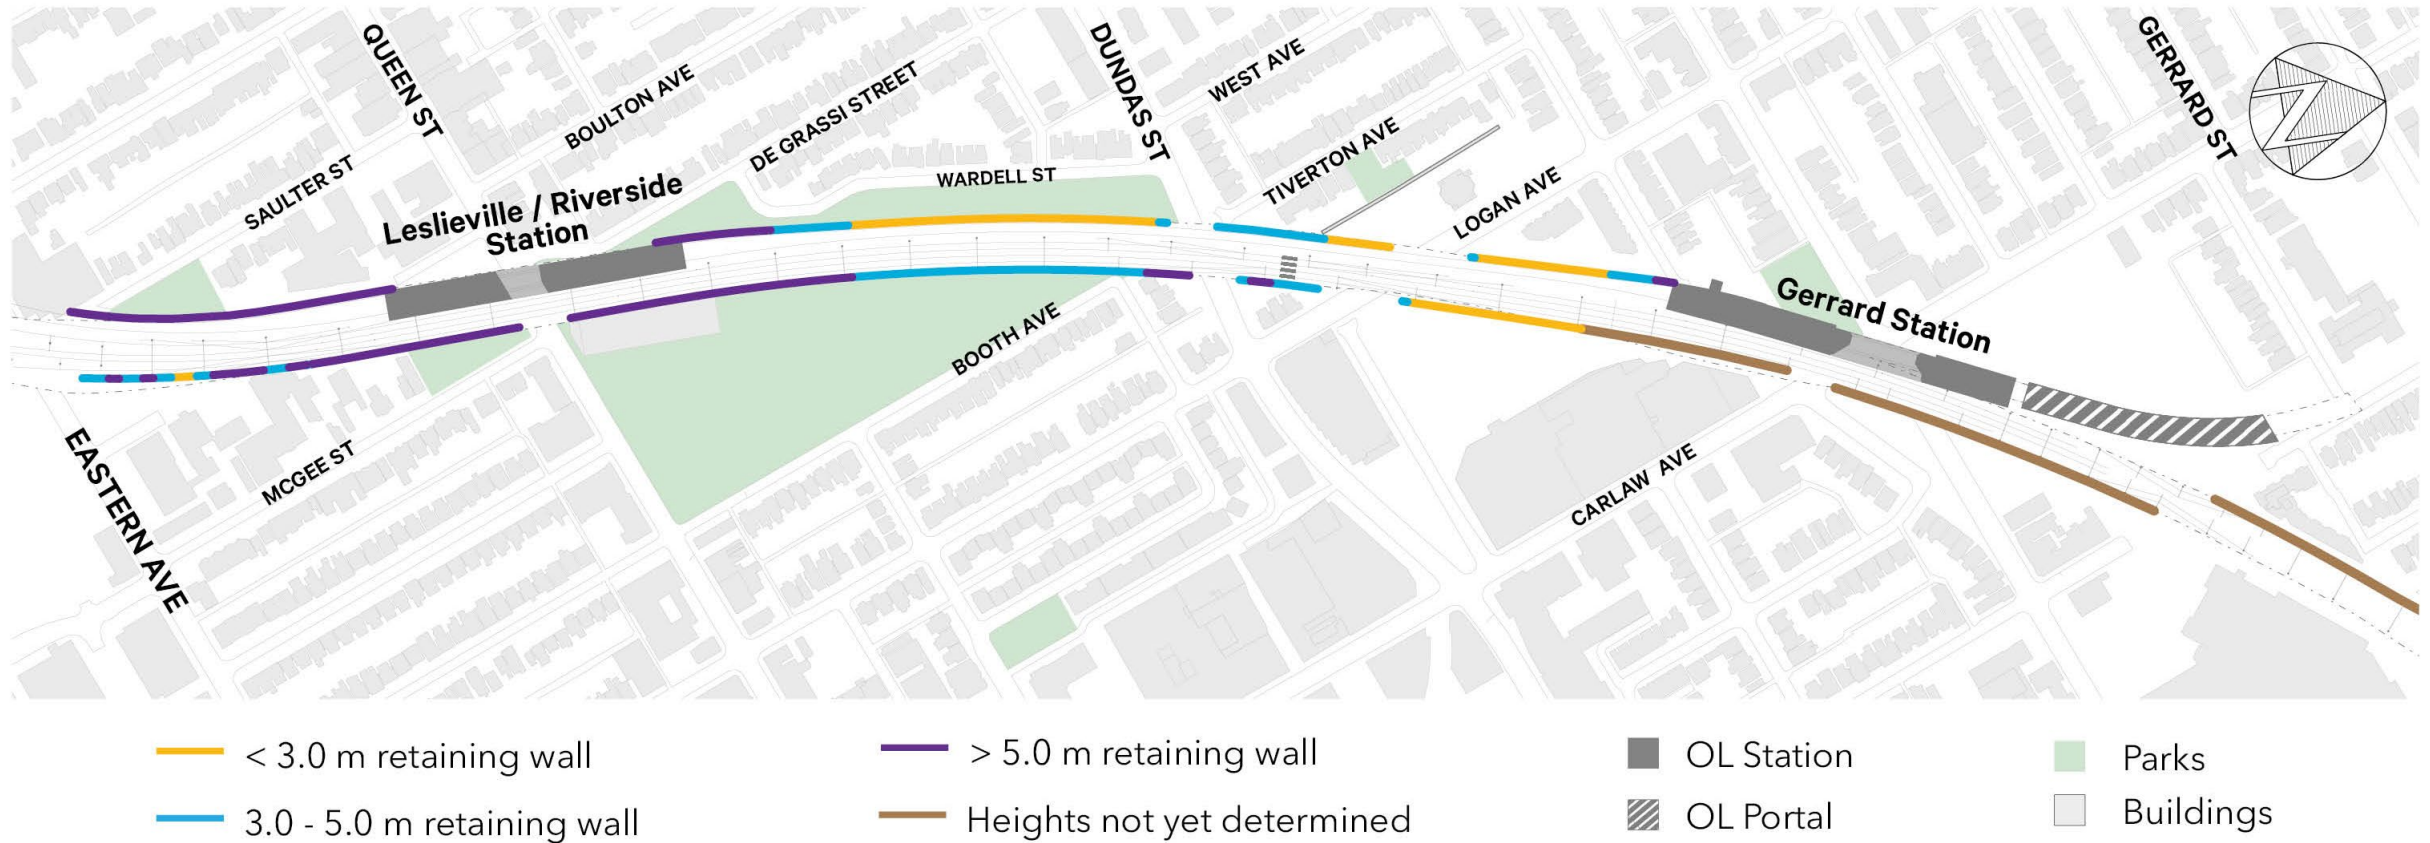 QUEEN ST
BOULTON AVE
DE GRASSI STREET
DUNDAS ST
WEST AVE
GERRARD ST
SAULTER ST
Leslieville / Riverside
Station
WARDELL ST
TIVERTON AVE
LOGAN AVE
Gerrard Station
EASTERN AVE
MCGEE ST
BOOTH AVE
CARLAW AVE
< 3.0 m retaining wall
3.0 - 5.0 m retaining wall
> 5.0 m retaining wall
Heights not yet determined
OL Station
OL Portal
Parks
Buildings